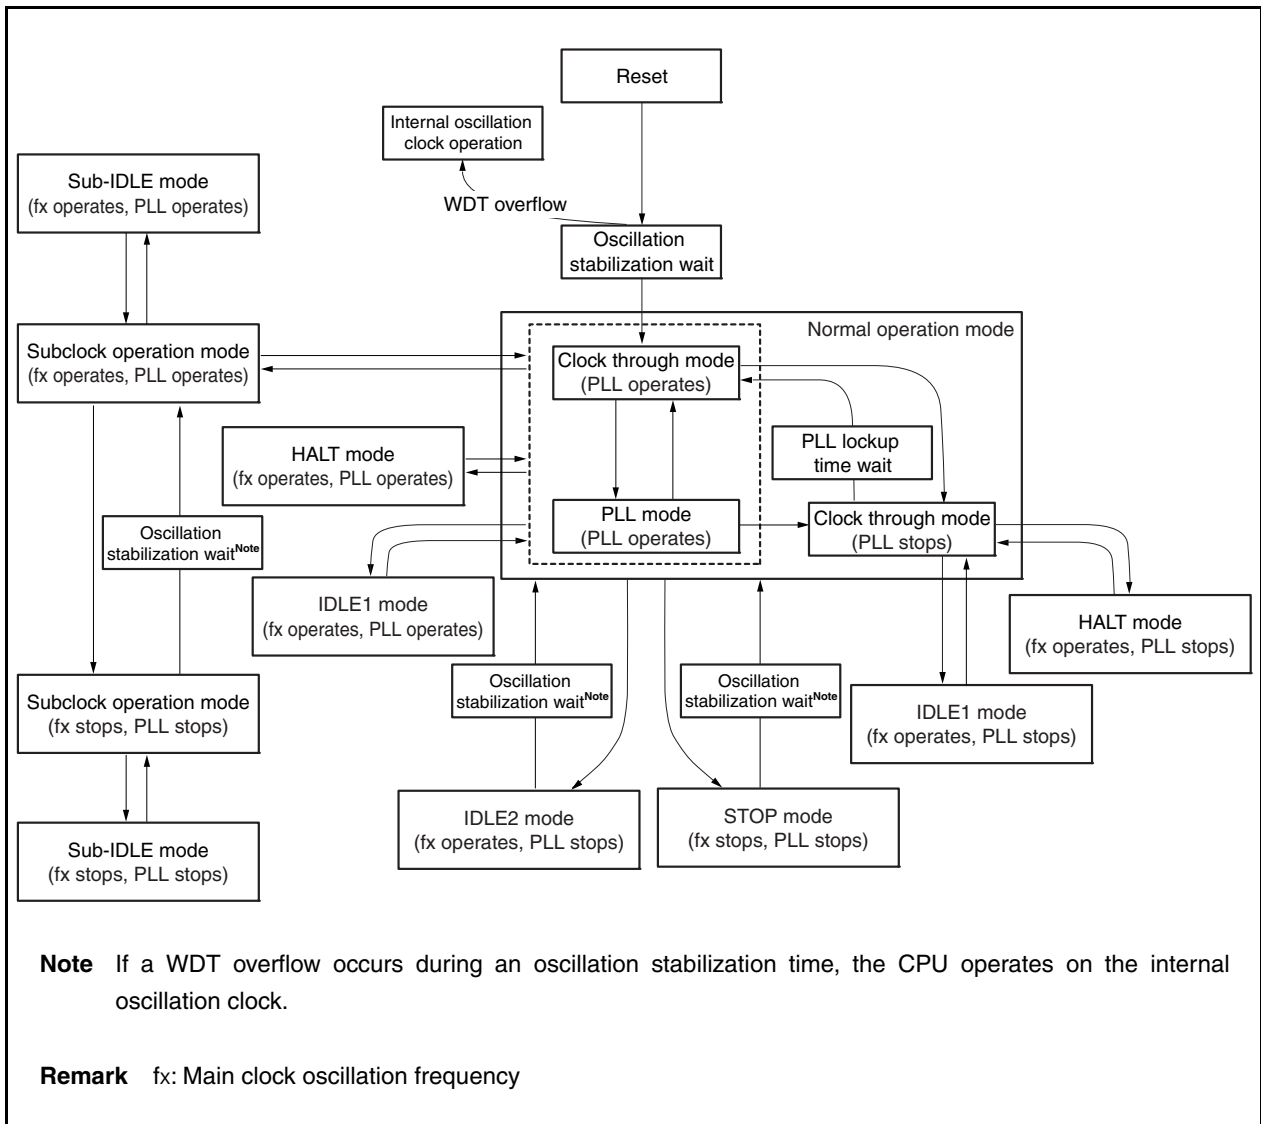 Reset
Internal oscillation
clock operation
WDT overflow
Sub-IDLE mode
(fx operates, PLL operates)
Oscillation
stabilization wait
Normal operation mode
Subclock operation mode
(fx operates, PLL operates)
Clock through mode
(PLL operates)
HALT mode
(fx operates, PLL operates)
PLL lockup
time wait
PLL mode
(PLL operates)
Clock through mode
(PLL stops)
Oscillation
stabilization waitNote
IDLE1 mode
(fx operates, PLL operates)
HALT mode
(fx operates, PLL stops)
Oscillation
stabilization waitNote
Oscillation
stabilization waitNote
Subclock operation mode
(fx stops, PLL stops)
IDLE1 mode
(fx operates, PLL stops)
IDLE2 mode
(fx operates, PLL stops)
STOP mode
(fx stops, PLL stops)
Sub-IDLE mode
(fx stops, PLL stops)
Note If a WDT overflow occurs during an oscillation stabilization time, the CPU operates on the internal
oscillation clock.
Remark fx: Main clock oscillation frequency